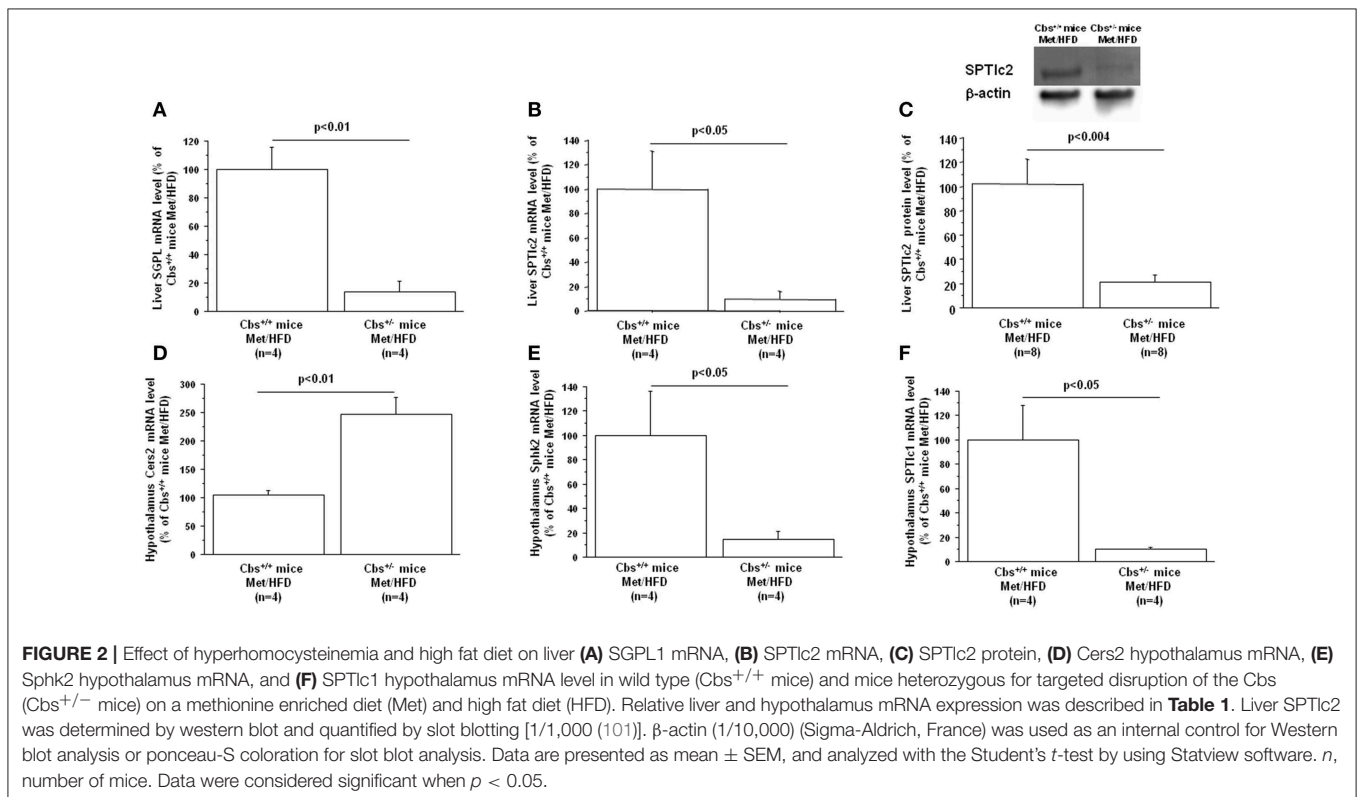 Cbs+/+ mice Cbs+/- mice
Met/HFD Met/HFD
SPTlc2
β-actin
A
p<0.01
Liver SGPL mRNA level (% of
Cbs+/+ mice Met/HFD)
120
100
80
60
40
20
0
Cbs+/+ mice
Met/HFD
(n=4)
Cbs+/- mice
Met/HFD
(n=4)
B
p<0.05
Liver SPTlc2 mRNA level (% of
Cbs+/+ mice Met/HFD)
140
120
100
80
60
40
20
0
Cbs+/+ mice
Met/HFD
(n=4)
Cbs+/- mice
Met/HFD
(n=4)
C
p<0.004
Liver SPTlc2 protein level (% of
Cbs+/+ mice Met/HFD)
140
120
100
80
60
40
20
0
Cbs+/+ mice
Met/HFD
(n=8)
Cbs+/- mice
Met/HFD
(n=8)
D
p<0.01
Hypothalamus Cers2 mRNA level
(% of Cbs+/+ mice Met/HFD)
300
250
200
150
100
50
0
Cbs+/+ mice
Met/HFD
(n=4)
Cbs+/- mice
Met/HFD
(n=4)
E
p<0.05
Hypothalamus Sphk2 mRNA level
(% of Cbs+/+ mice Met/HFD)
140
120
100
80
60
40
20
0
Cbs+/+ mice
Met/HFD
(n=4)
Cbs+/- mice
Met/HFD
(n=4)
F
p<0.05
Hypothalamus SPTlc1 mRNA level
(% of Cbs+/+ mice Met/HFD)
140
120
100
80
60
40
20
0
Cbs+/+ mice
Met/HFD
(n=4)
Cbs+/- mice
Met/HFD
(n=4)
FIGURE 2 | Effect of hyperhomocysteinemia and high fat diet on liver (A) SGPL1 mRNA, (B) SPTlc2 mRNA, (C) SPTlc2 protein, (D) Cers2 hypothalamus mRNA, (E)
Sphk2 hypothalamus mRNA, and (F) SPTlc1 hypothalamus mRNA level in wild type (Cbs+/+ mice) and mice heterozygous for targeted disruption of the Cbs
(Cbs+/− mice) on a methionine enriched diet (Met) and high fat diet (HFD). Relative liver and hypothalamus mRNA expression was described in Table 1. Liver SPTlc2
was determined by western blot and quantified by slot blotting [1/1,000 (101)]. β-actin (1/10,000) (Sigma-Aldrich, France) was used as an internal control for Western
blot analysis or ponceau-S coloration for slot blot analysis. Data are presented as mean ± SEM, and analyzed with the Student's t-test by using Statview software. n,
number of mice. Data were considered significant when p < 0.05.